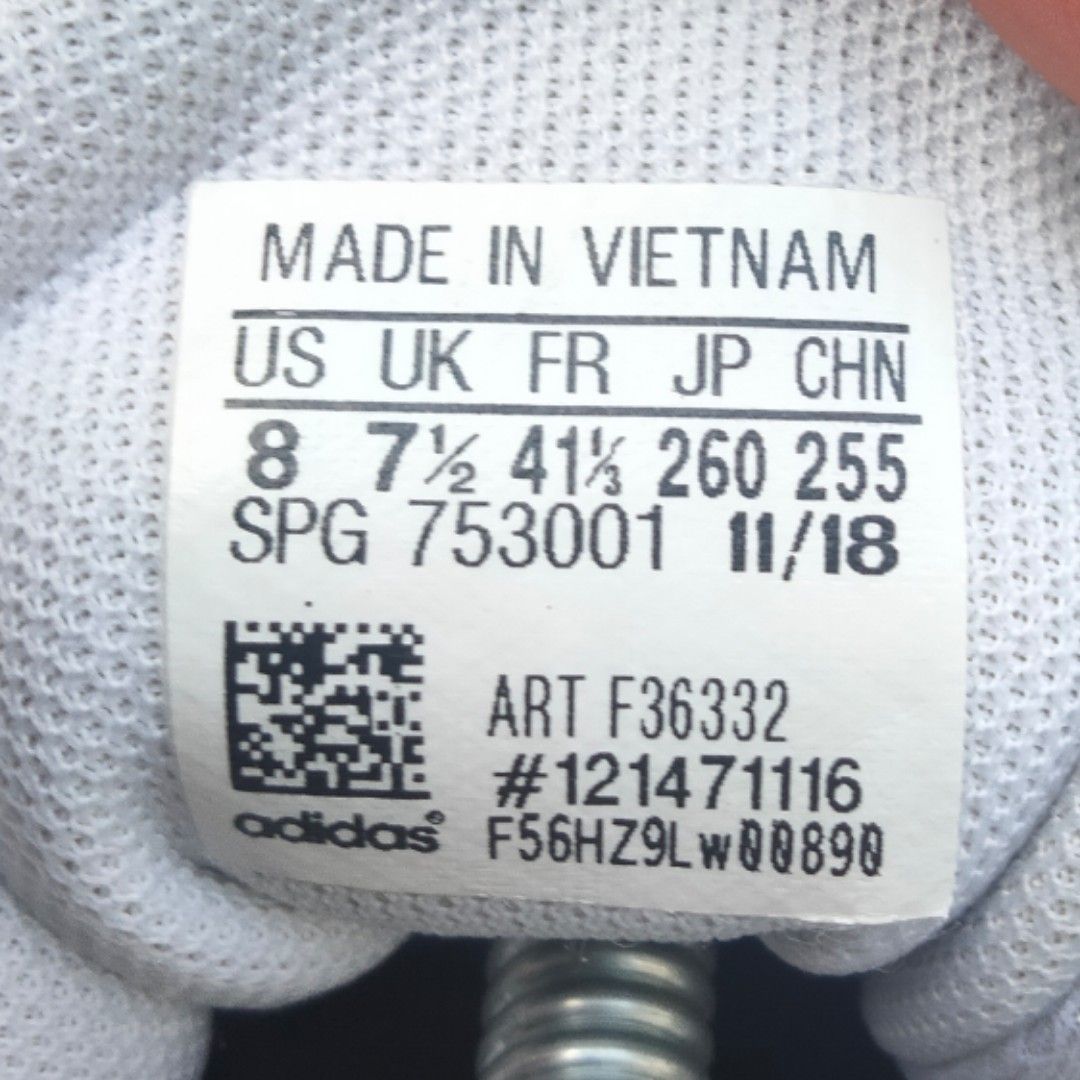 MADE IN VIETNAM
US UK FR JP CHN
8 7½ 41⅓ 260 255
SPG 753001 11/18
ART F36332
#121471116
adidas®
F56HZ9Lw00890